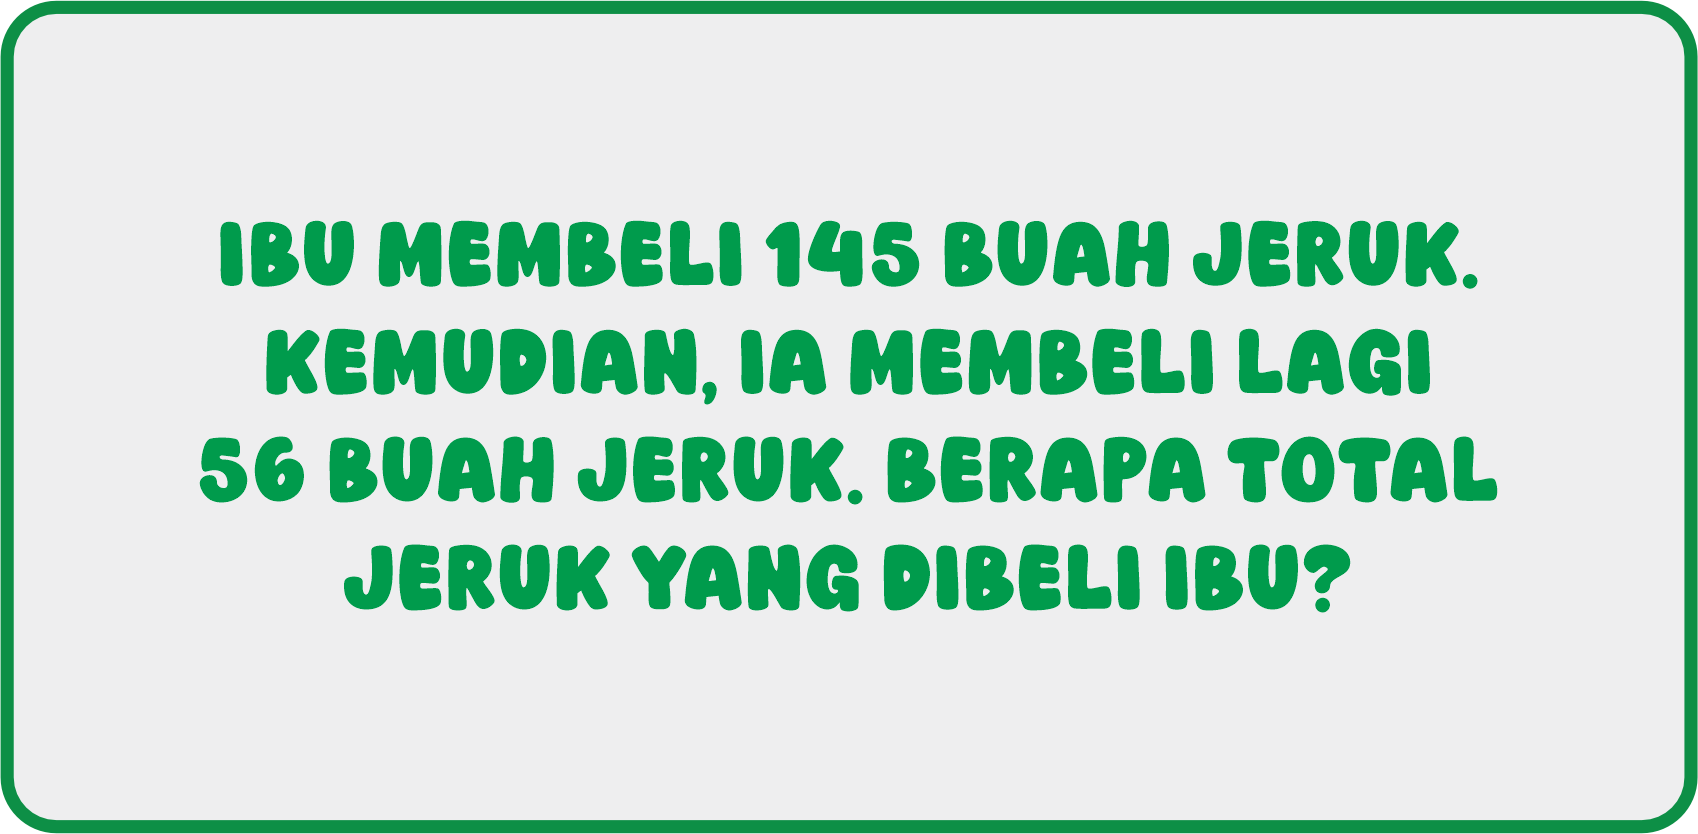 IBU MEMBELI 145 BUAH JERUK.
KEMUDIAN, IA MEMBELI LAGI
56 BUAH JERUK. BERAPA TOTAL
JERUK YANG DIBELI IBU?